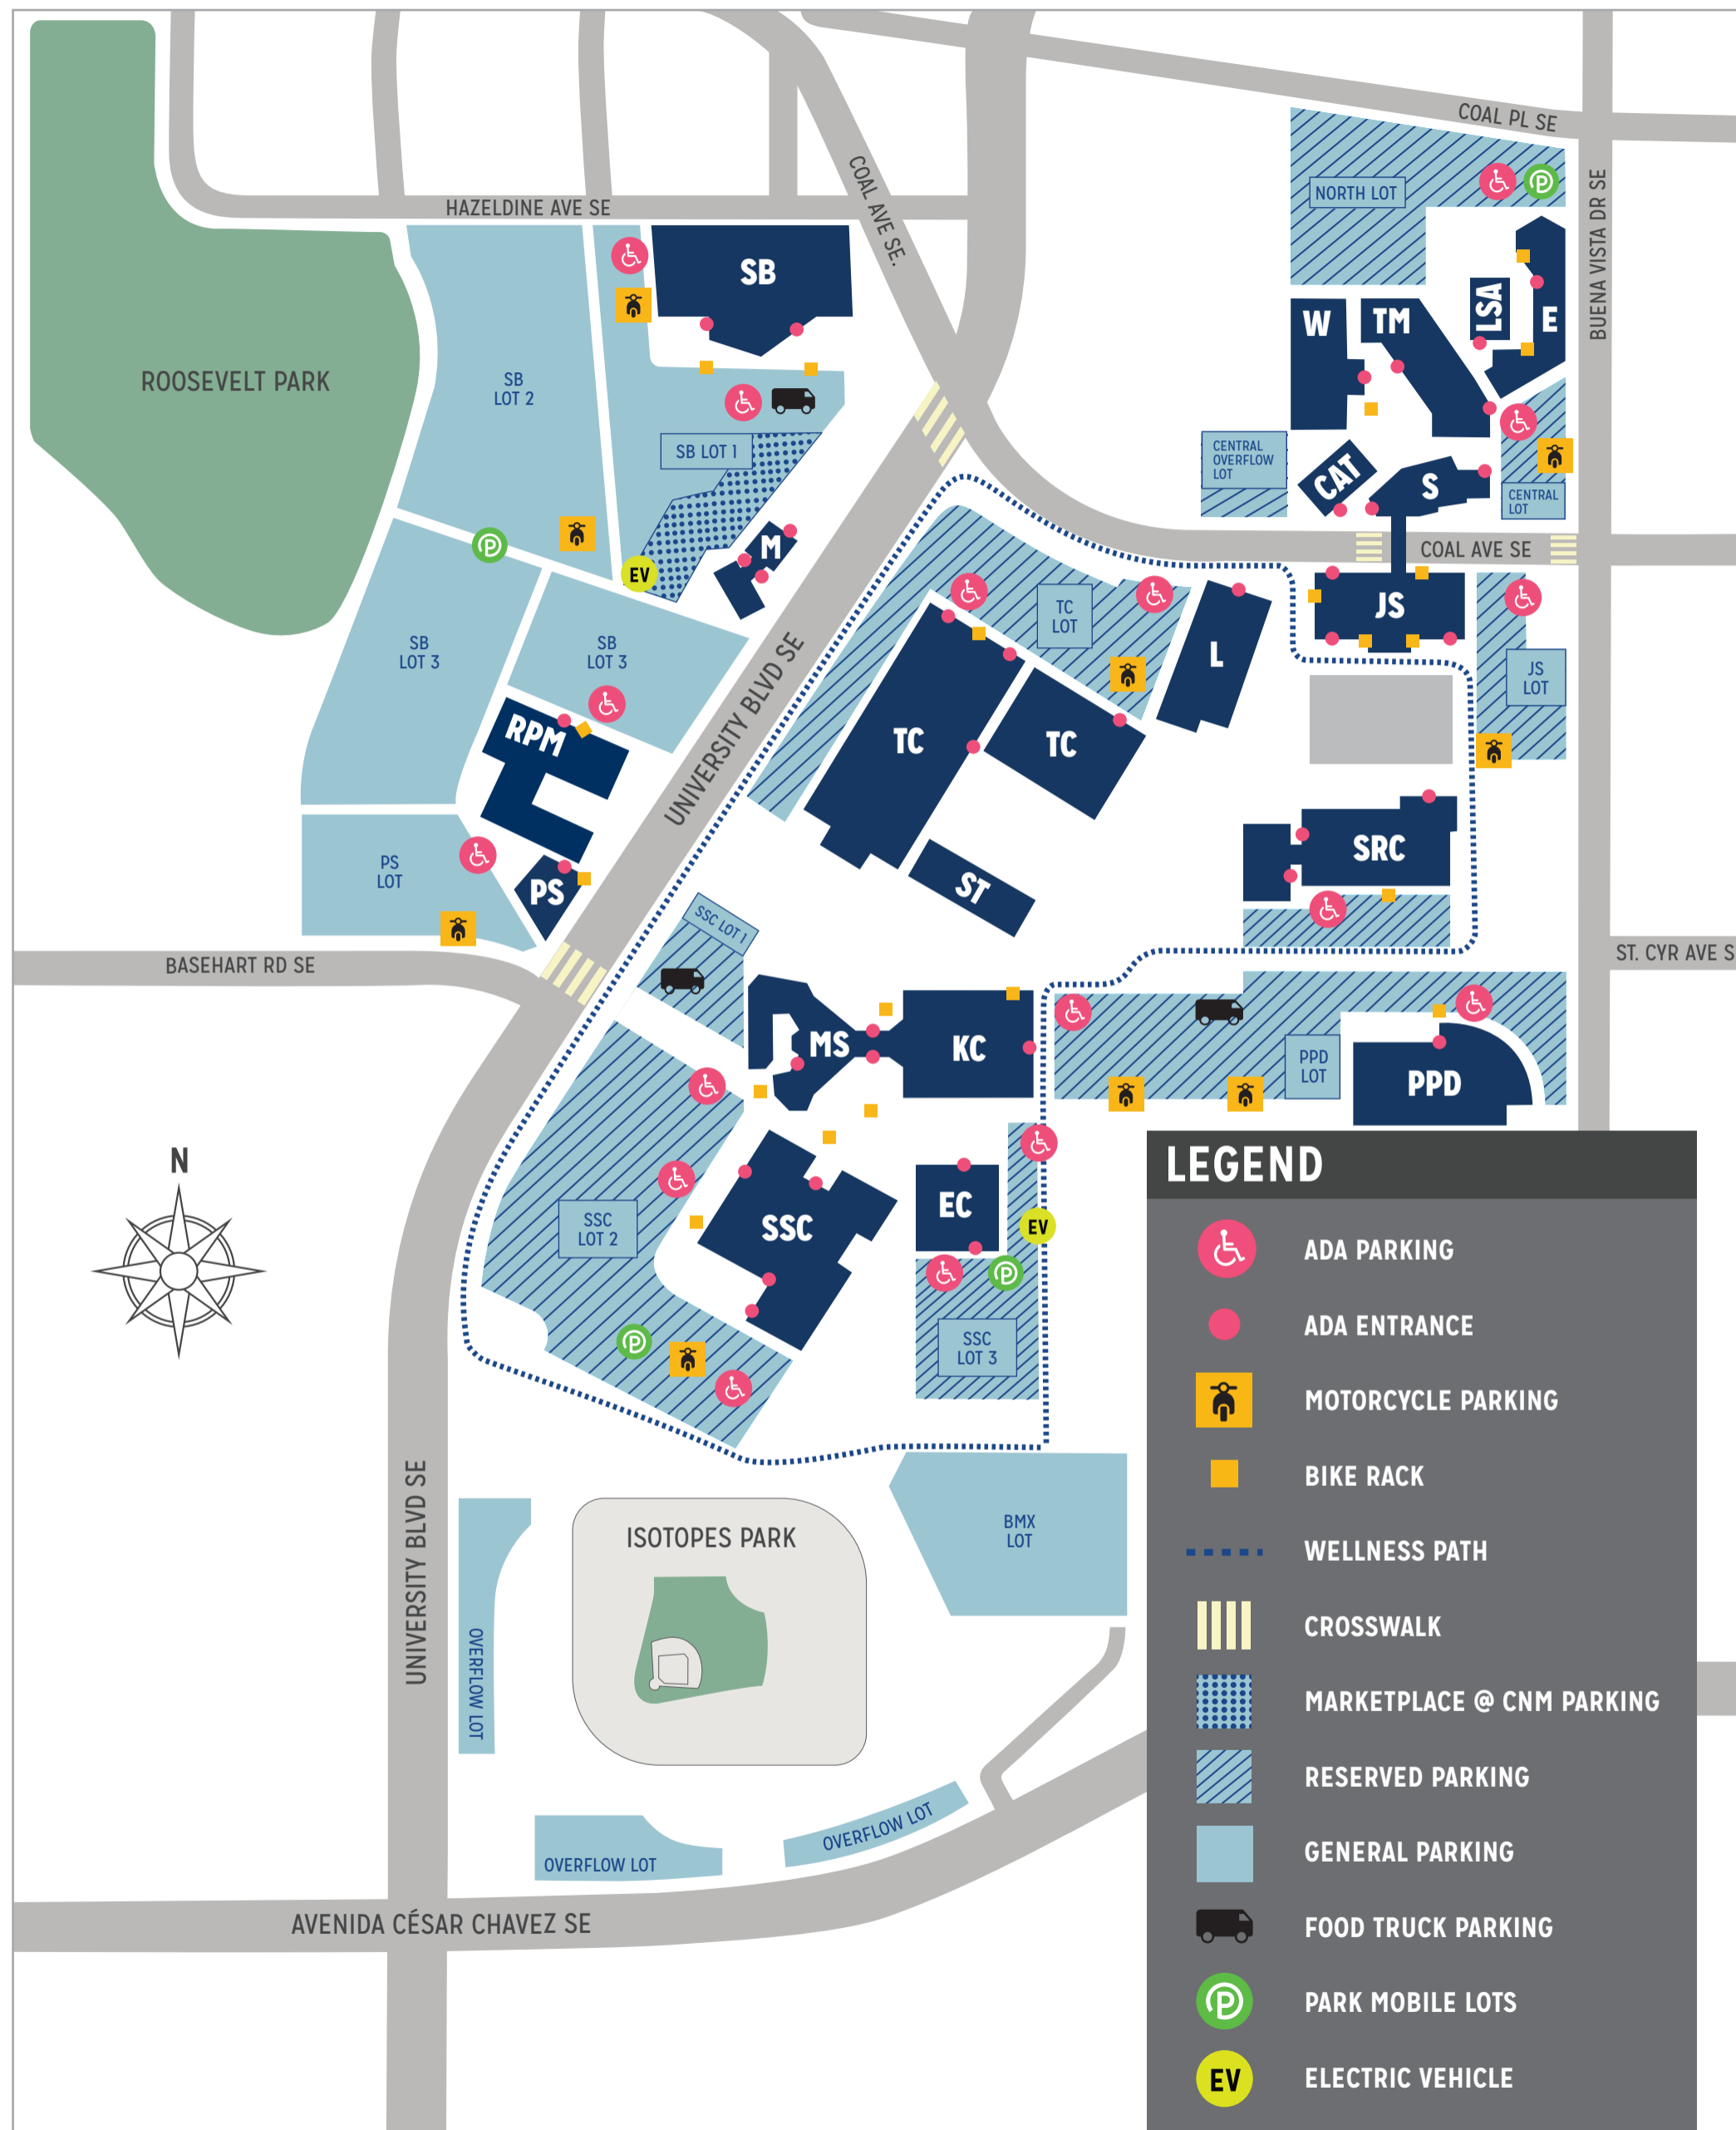 COAL PL SE
COAL AVE SE.
NORTH LOT
BUENA VISTA DR SE
HAZELDINE AVE SE
SB
W
TM
LSA
E
ROOSEVELT PARK
SB
LOT 2
SB LOT 1
CENTRAL
OVERFLOW
LOT
CAT
S
CENTRAL
LOT
M
EV
COAL AVE SE
JS
TC
LOT
L
SB
LOT 3
SB
LOT 3
JS
LOT
UNIVERSITY BLVD SE
RPM
TC
TC
SRC
PS
LOT
PS
ST
SSC LOT 1
BASEHART RD SE
ST. CYR AVE S
MS
KC
PPD
LOT
PPD
N
SSC
LOT 2
SSC
EC
EV
SSC
LOT 3
UNIVERSITY BLVD SE
ISOTOPES PARK
BMX
LOT
OVERFLOW LOT
OVERFLOW LOT
OVERFLOW LOT
AVENIDA CÉSAR CHAVEZ SE
LEGEND
ADA PARKING
ADA ENTRANCE
MOTORCYCLE PARKING
BIKE RACK
WELLNESS PATH
CROSSWALK
MARKETPLACE @ CNM PARKING
RESERVED PARKING
GENERAL PARKING
FOOD TRUCK PARKING
P PARK MOBILE LOTS
EV ELECTRIC VEHICLE